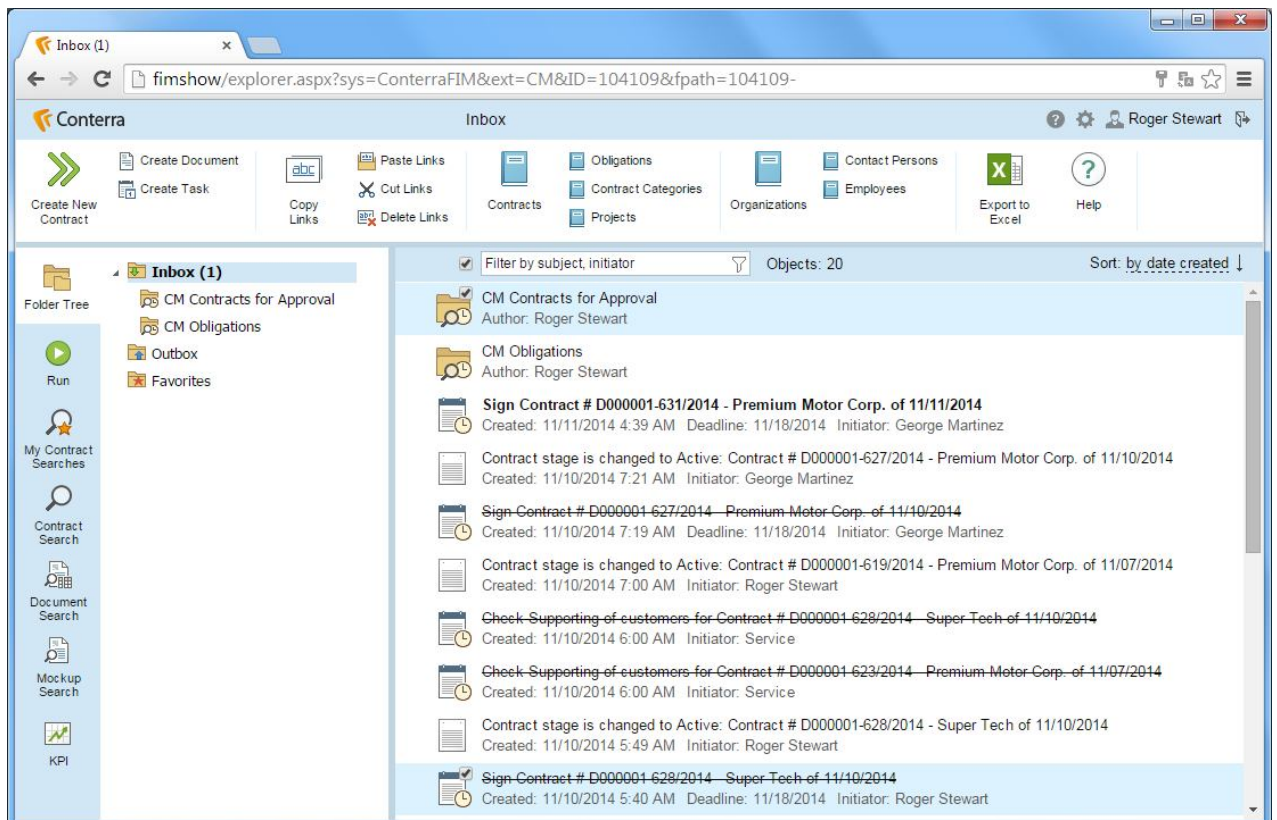 Inbox (1)
fimshow/explorer.aspx?sys=ConterraFIM&ext=CM&ID=104109&fpath=104109-
Conterra
Inbox
Roger Stewart
Create New
Contract
Create Document
Create Task
abc
Copy
Links
Paste Links
Cut Links
Delete Links
Contracts
Obligations
Contract Categories
Projects
Organizations
Contact Persons
Employees
Export to
Excel
Help
Folder Tree
Run
My Contract
Searches
Contract
Search
Document
Search
Mockup
Search
KPI
Inbox (1)
CM Contracts for Approval
CM Obligations
Outbox
Favorites
Filter by subject, initiator
Objects: 20
Sort: by date created ↓
CM Contracts for Approval
Author: Roger Stewart
CM Obligations
Author: Roger Stewart
Sign Contract # D000001-631/2014 - Premium Motor Corp. of 11/11/2014
Created: 11/11/2014 4:39 AM Deadline: 11/18/2014 Initiator: George Martinez
Contract stage is changed to Active: Contract # D000001-627/2014 - Premium Motor Corp. of 11/10/2014
Created: 11/10/2014 7:21 AM Initiator: George Martinez
Sign Contract # D000001-627/2014 - Premium Motor Corp. of 11/10/2014
Created: 11/10/2014 7:19 AM Deadline: 11/18/2014 Initiator: George Martinez
Contract stage is changed to Active: Contract # D000001-619/2014 - Premium Motor Corp. of 11/07/2014
Created: 11/10/2014 7:00 AM Initiator: Roger Stewart
Check Supporting of customers for Contract # D000001-628/2014 - Super Tech of 11/10/2014
Created: 11/10/2014 6:00 AM Initiator: Service
Check Supporting of customers for Contract # D000001-623/2014 - Premium Motor Corp. of 11/07/2014
Created: 11/10/2014 6:00 AM Initiator: Service
Contract stage is changed to Active: Contract # D000001-628/2014 - Super Tech of 11/10/2014
Created: 11/10/2014 5:49 AM Initiator: Roger Stewart
Sign Contract # D000001-628/2014 - Super Tech of 11/10/2014
Created: 11/10/2014 5:40 AM Deadline: 11/18/2014 Initiator: Roger Stewart